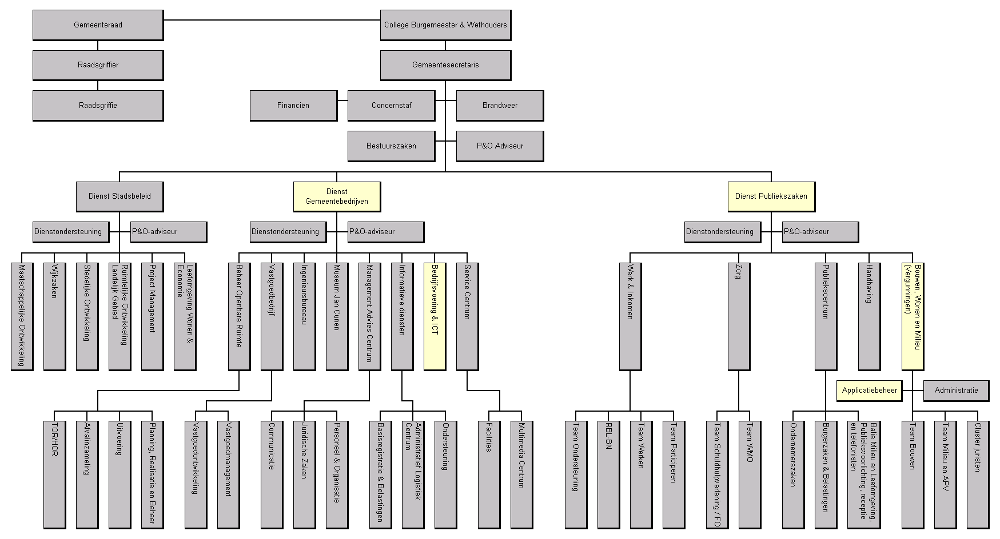 Gemeenteraad
College Burgemeester & Wethouders
Raadsgriffier
Gemeentesecretaris
Raadsgriffie
Financiën
Concernstaf
Brandweer
Bestuurszaken
P&O Adviseur
Dienst Stadsbeleid
Dienst
Gemeentebedrijven
Dienst Publiekszaken
Dienstondersteuning
P&O-adviseur
Dienstondersteuning
P&O-adviseur
Dienstondersteuning
P&O-adviseur
Maatschappelijke Ontwikkeling
Wijkzaken
Stedelijke Ontwikkeling
Ruimtelijke Ontwikkeling
Landelijk Gebied
Project Management
Leefomgeving Wonen &
Economie
Beheer Openbare Ruimte
Vastgoedbedrijf
Ingenieursbureeau
Museum Jan Cunen
Management Advies Centrum
Informatieve diensten
Bedrijfsvoering & ICT
Service Centrum
Werk & Inkomen
Zorg
Publiekscentrum
Handhaving
Bouwen, Wonen en Milieu
(Vergunningen)
Applicatiebeheer
Administratie
TOR/HOR
Afvalinzameling
Uitvoering
Planning, Realisatie en Beheer
Vastgoedontwikkeling
Vastgoedmanagement
Communicatie
Juridische Zaken
Personeel & Organisatie
Basisregistratie & Belastingen
Administratief Logistiek
Centrum
Ondersteuning
Facilities
Multimedia Centrum
Team Ondersteuning
RBL-BN
Team Werken
Team Participeren
Team Schuldhulpverlening / FO
Team WMO
Ondernemerszaken
Burgerzaken & Belastingen
Balie Milieu en Leefomgeving,
Publieksvoorlichting, receptie
en telefonisten
Team Bouwen
Team Milieu en APV
Cluster juristen